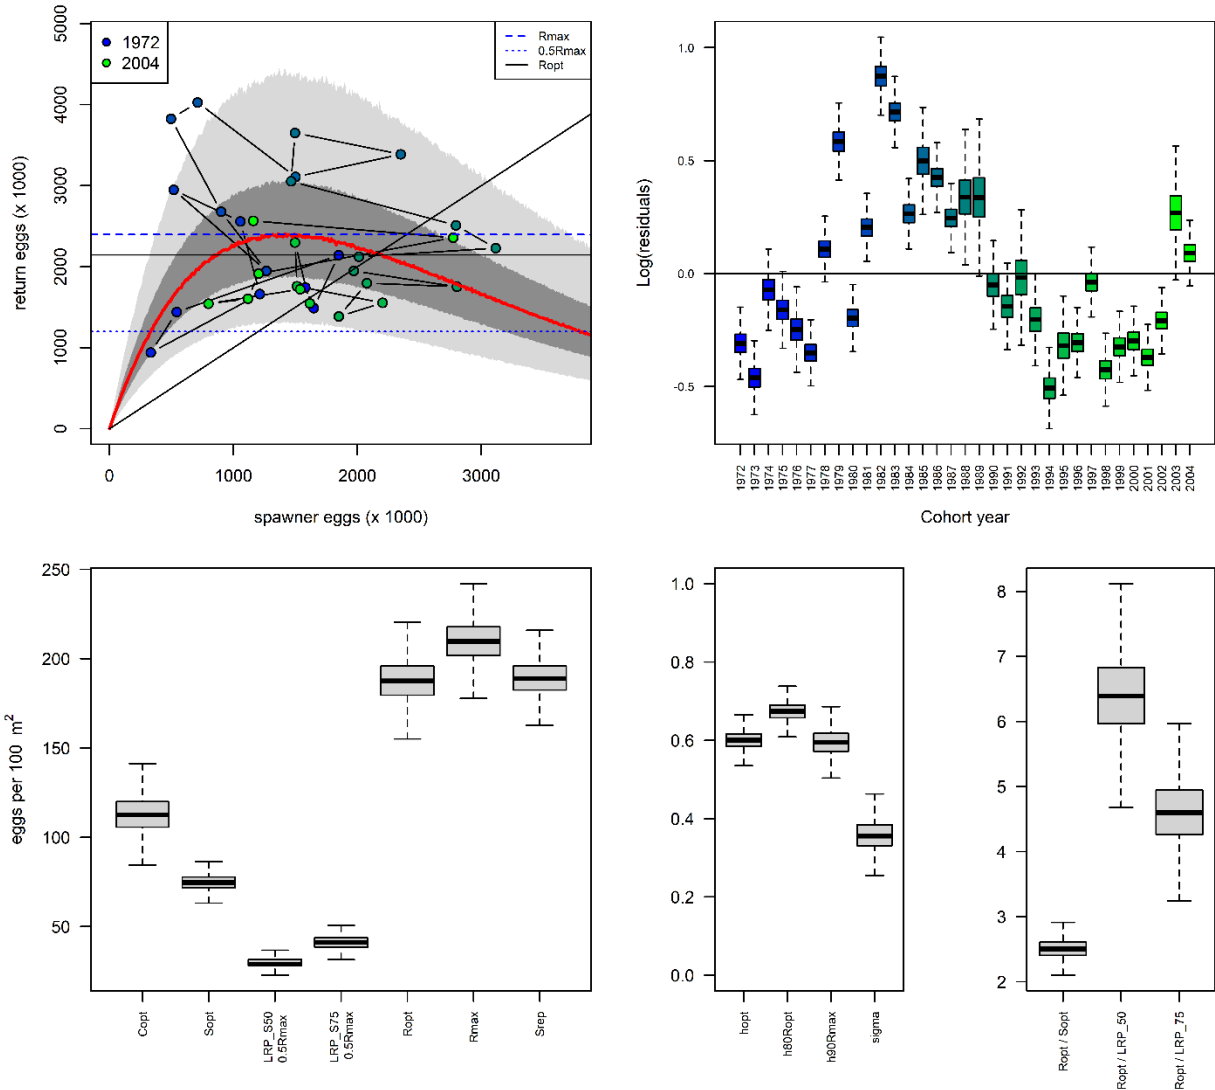 1972
2004
Rmax
0.5Rmax
Ropt
return eggs (x 1000)
5000
4000
3000
2000
1000
0
0 1000 2000 3000
spawner eggs (x 1000)
Log(residuals)
1.0
0.5
0.0
-0.5
1972 1973 1974 1975 1976 1977 1978 1979 1980 1981 1982 1983 1984 1985 1986 1987 1988 1989 1990 1991 1992 1993 1994 1995 1996 1997 1998 1999 2000 2001 2002 2003 2004
Cohort year
eggs per 100 m²
250
200
150
100
50
Copt
Sopt
LRP_S50
0.5Rmax
LRP_S75
0.5Rmax
Ropt
Rmax
Srep
1.0
0.8
0.6
0.4
0.2
0.0
hopt
h80Ropt
h90Rmax
sigma
8
7
6
5
4
3
2
Ropt / Sopt
Ropt / LRP_50
Ropt / LRP_75